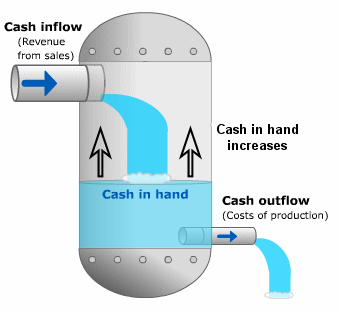 Cash inflow
(Revenue
from sales)
Cash in hand
increases
Cash in hand
Cash outflow
(Costs of production)